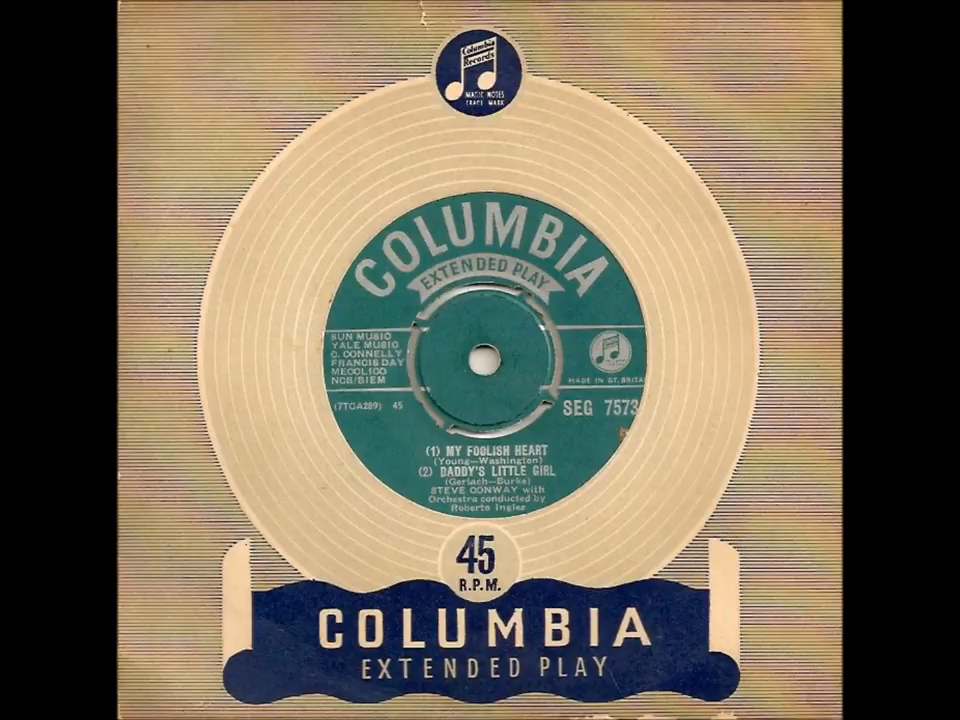 Columbia
Records
MAGIC NOTES
TRADE MARK
COLUMBIA
EXTENDED PLAY
SUN MUSIC
YALE MUSIC
C. CONNELLY
FRANCIS DAY
MECOLICO
NCB/BIEM
MADE IN GT. BRITA
(7TCA289) 45
SEG 7573
(1) MY FOOLISH HEART
(Young—Washington)
(2) DADDY'S LITTLE GIRL
(Gerlach—Burke)
STEVE CONWAY with
Orchestra conducted by
Roberto Inglez
45
R.P.M.
COLUMBIA
EXTENDED PLAY